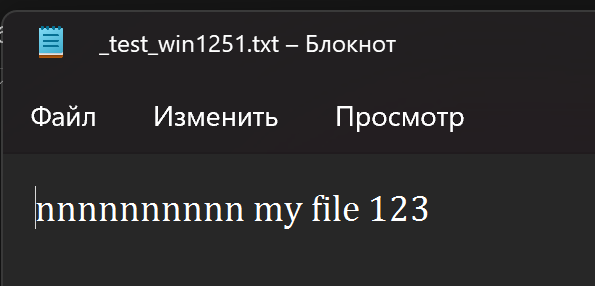 _test_win1251.txt – Блокнот
Файл Изменить Просмотр
nnnnnnnnnn my file 123